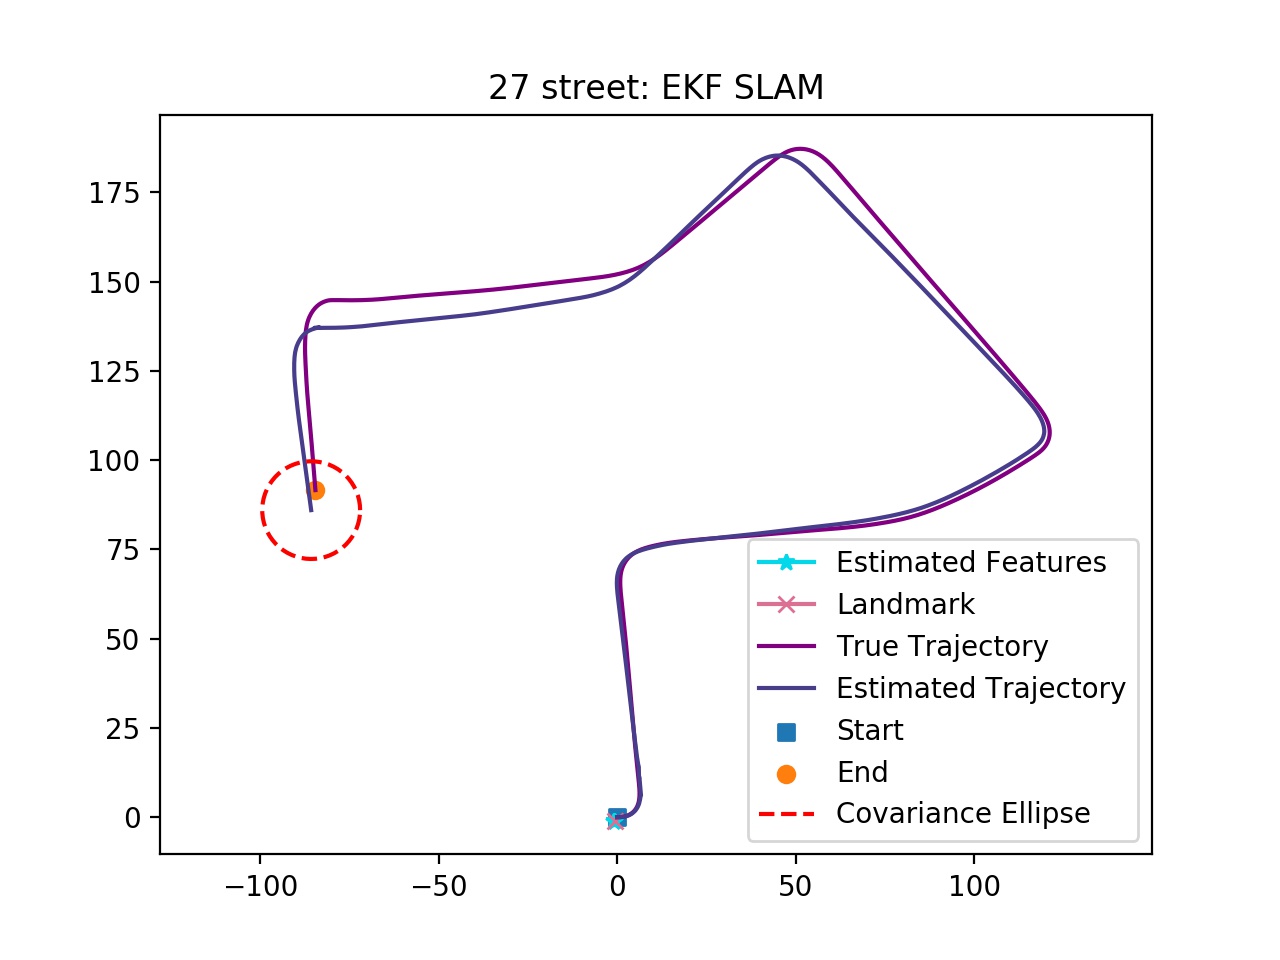 27 street: EKF SLAM
175
150
125
100
75
50
25
0
−100
−50
0
50
100
Estimated Features
Landmark
True Trajectory
Estimated Trajectory
Start
End
Covariance Ellipse